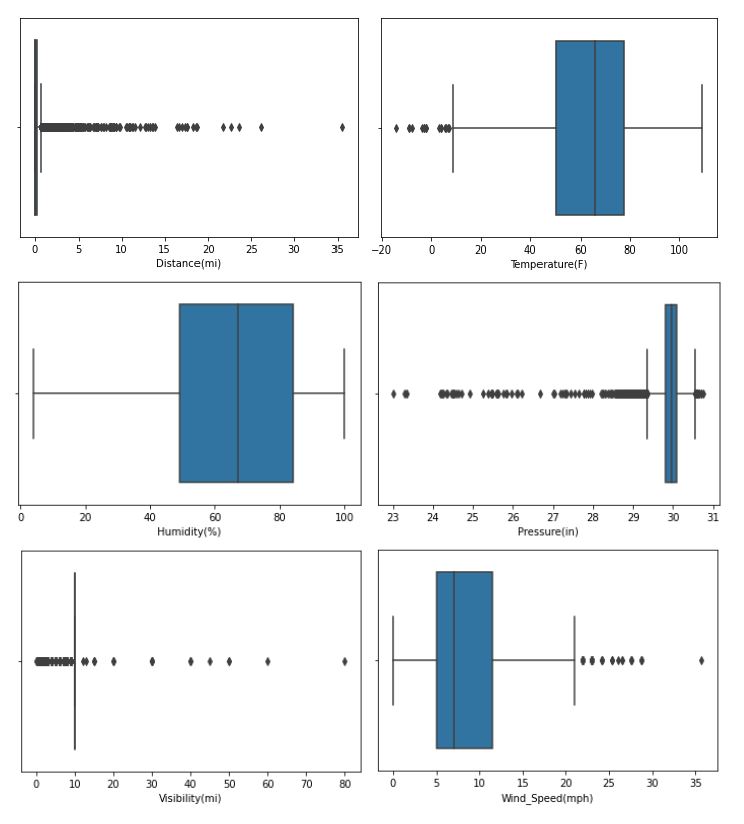 0 5 10 15 20 25 30 35
Distance(mi)
−20 0 20 40 60 80 100
Temperature(F)
0 20 40 60 80 100
Humidity(%)
23 24 25 26 27 28 29 30 31
Pressure(in)
0 10 20 30 40 50 60 70 80
Visibility(mi)
0 5 10 15 20 25 30 35
Wind_Speed(mph)